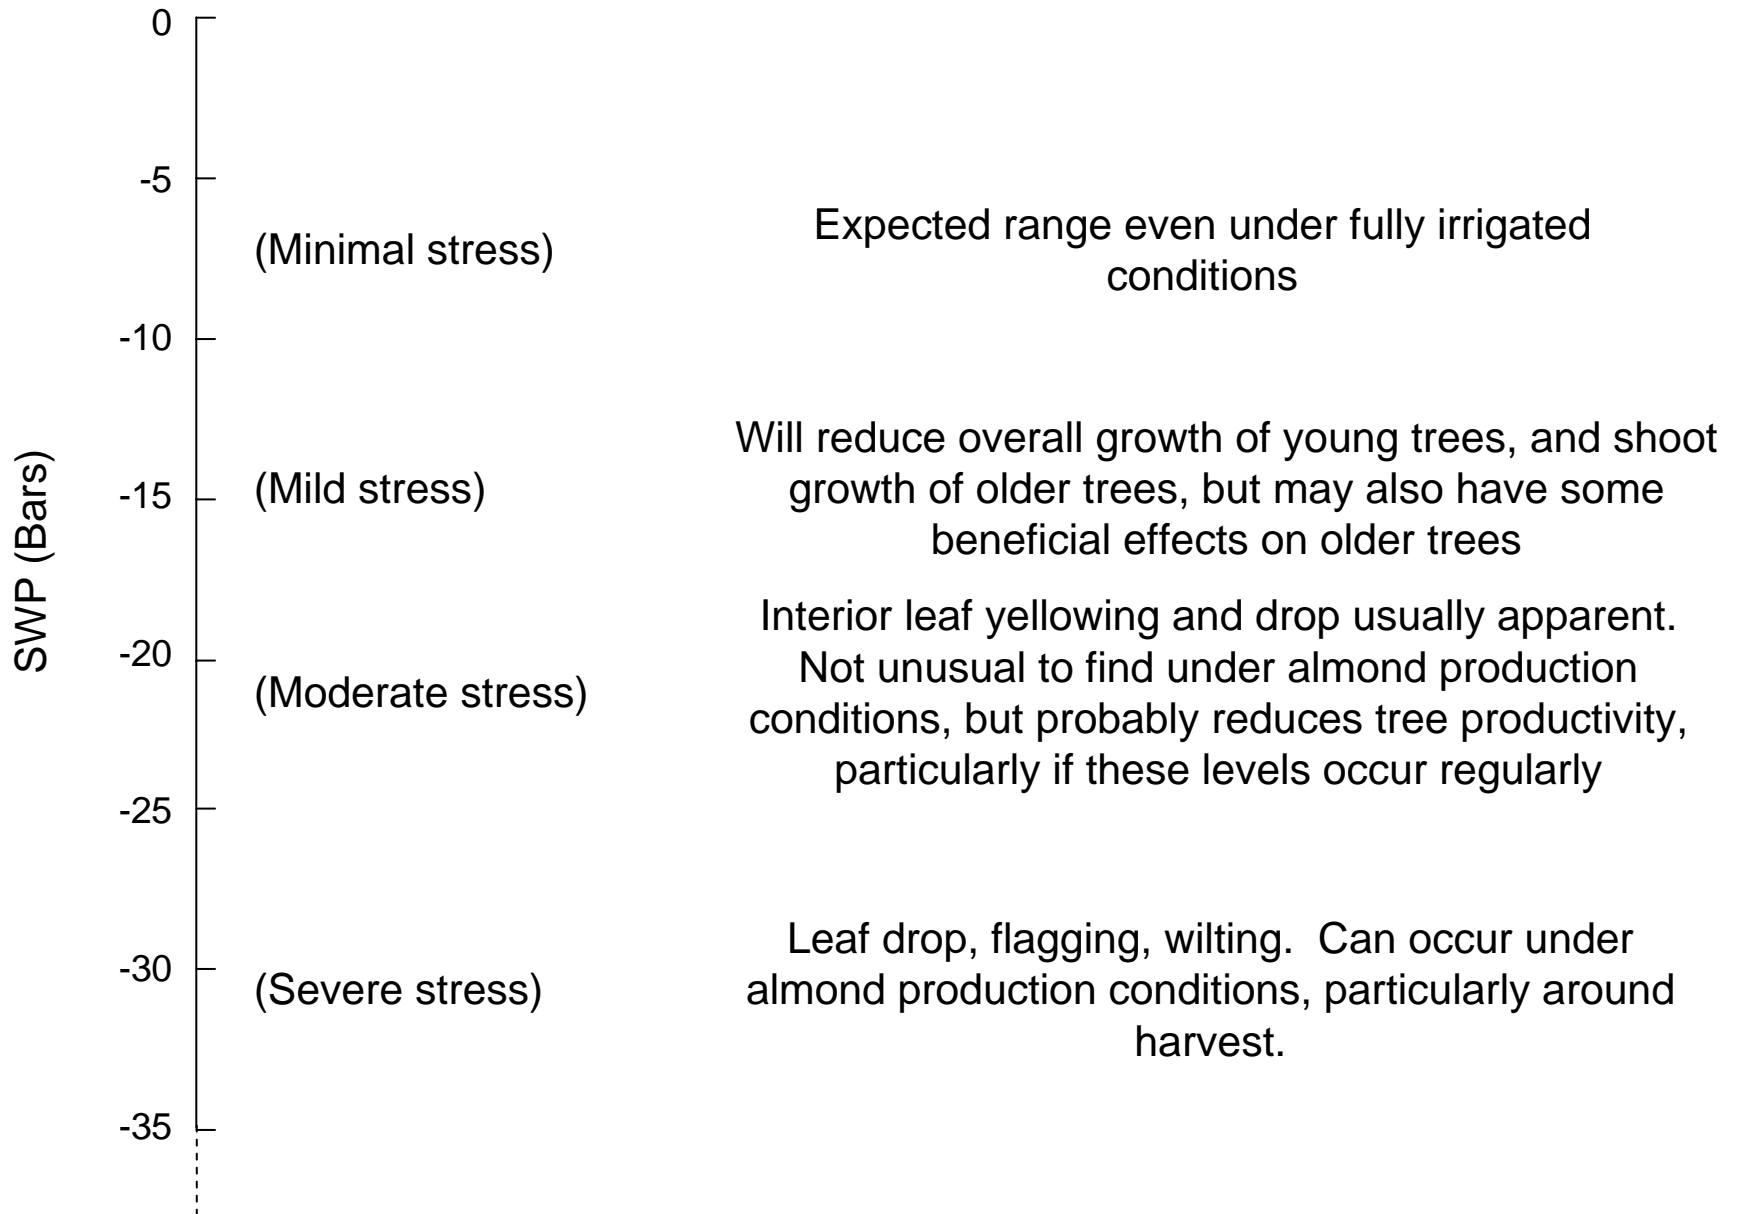 0
-5
(Minimal stress)
Expected range even under fully irrigated
conditions
-10
SWP (Bars)
-15
(Mild stress)
Will reduce overall growth of young trees, and shoot
growth of older trees, but may also have some
beneficial effects on older trees
-20
(Moderate stress)
Interior leaf yellowing and drop usually apparent.
Not unusual to find under almond production
conditions, but probably reduces tree productivity,
particularly if these levels occur regularly
-25
-30
(Severe stress)
Leaf drop, flagging, wilting.  Can occur under
almond production conditions, particularly around
harvest.
-35